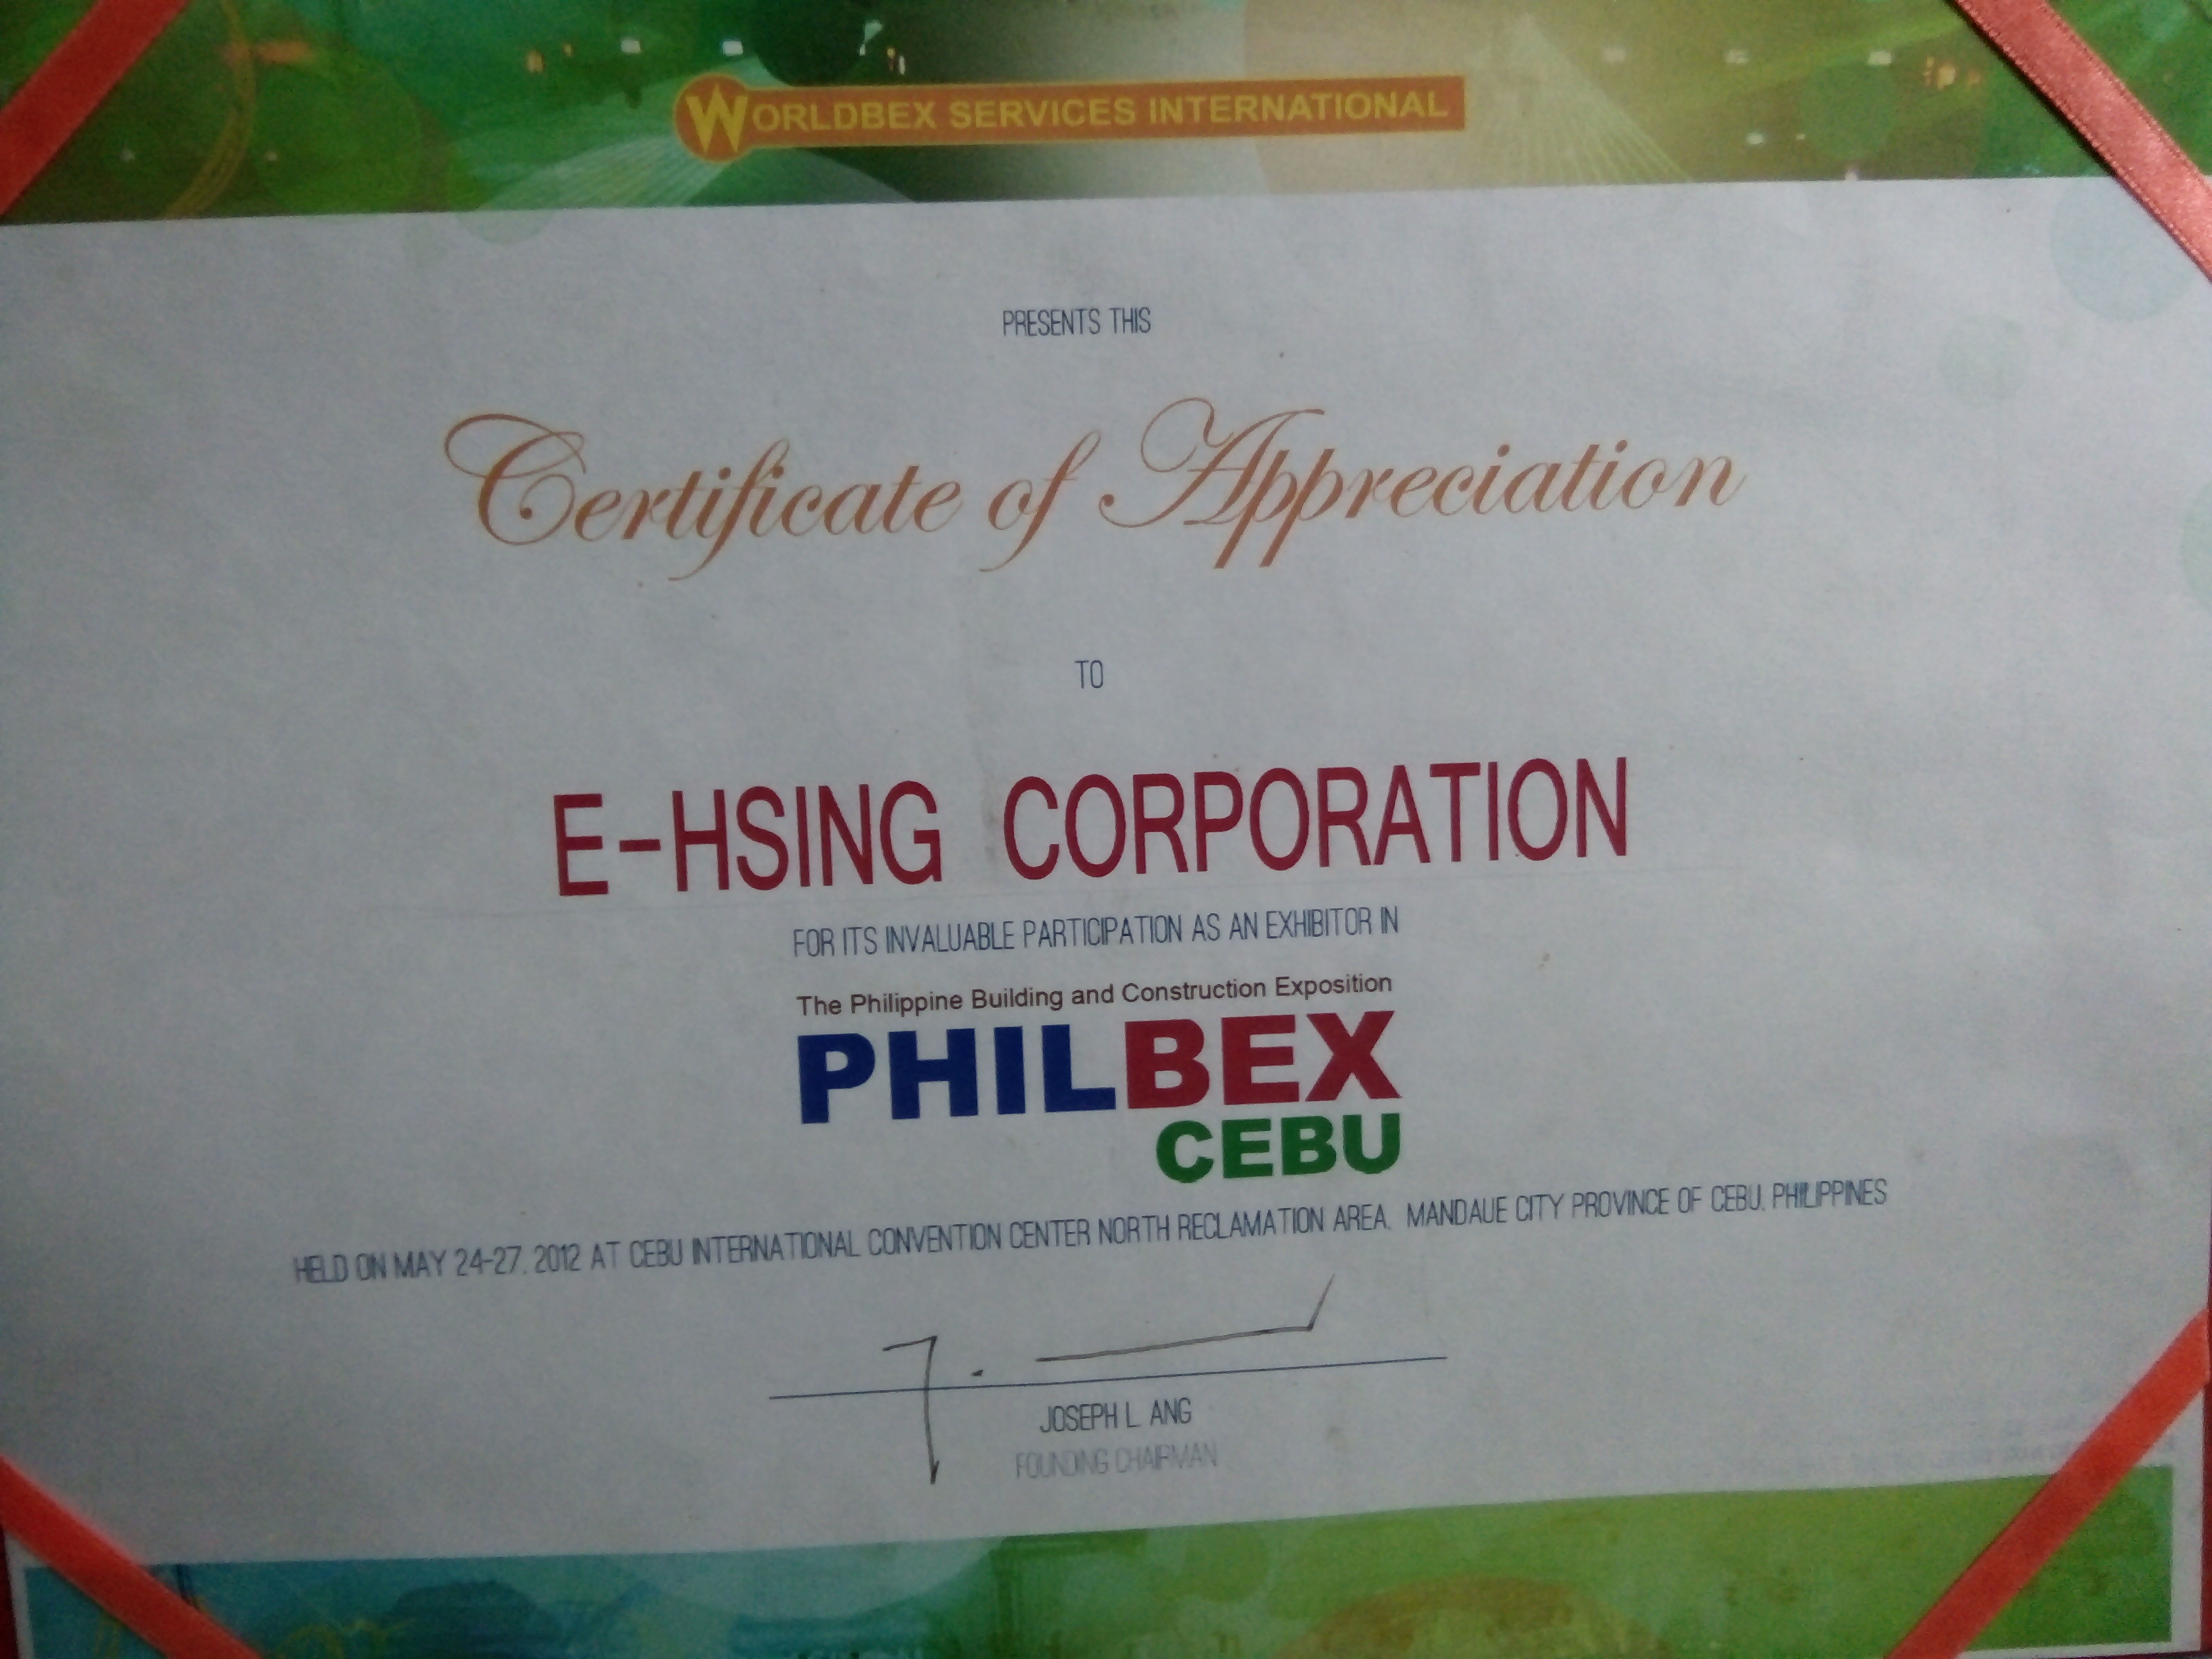 WORLDBEX SERVICES INTERNATIONAL
PRESENTS THIS
Certificate of Appreciation
TO
E-HSING CORPORATION
FOR ITS INVALUABLE PARTICIPATION AS AN EXHIBITOR IN
The Philippine Building and Construction Exposition
PHILBEX
CEBU
HELD ON MAY 24-27, 2012 AT CEBU INTERNATIONAL CONVENTION CENTER NORTH RECLAMATION AREA, MANDAUE CITY PROVINCE OF CEBU, PHILIPPINES
JOSEPH L. ANG
FOUNDING CHAIRMAN